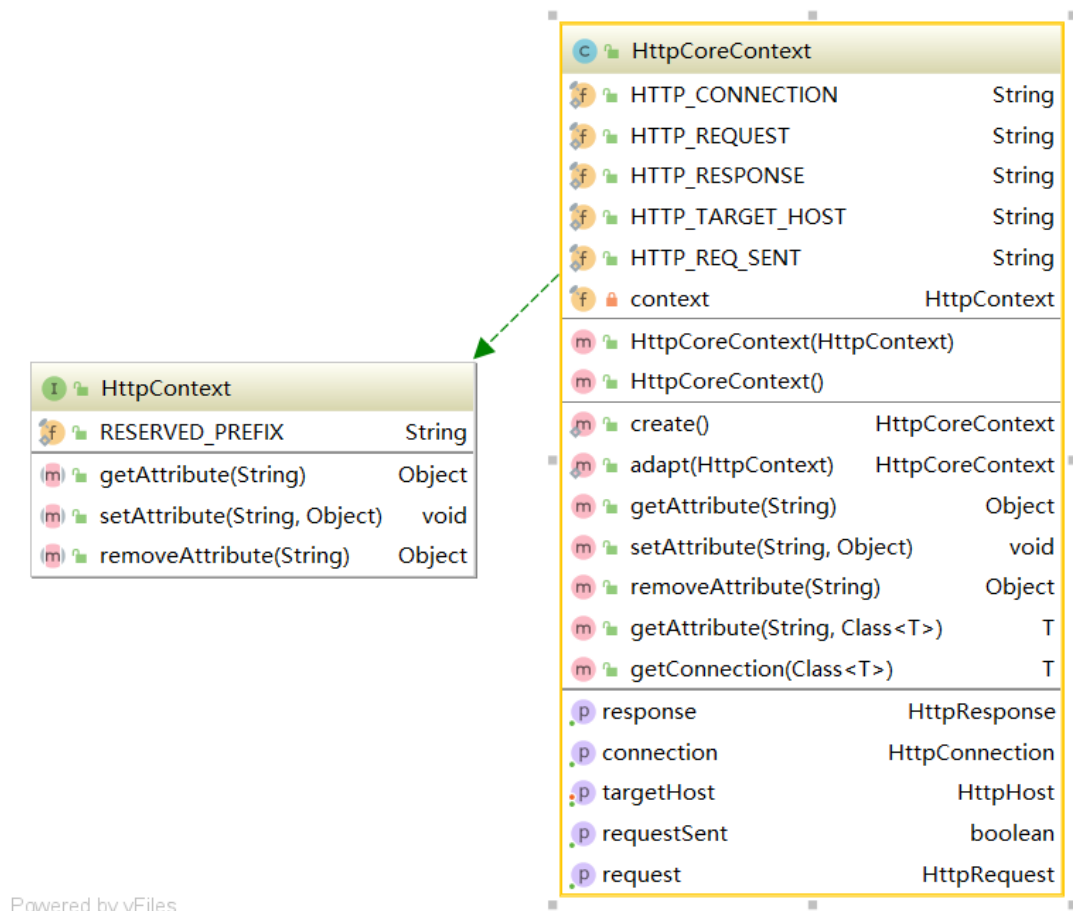 HttpCoreContext
HTTP_CONNECTION String
HTTP_REQUEST String
HTTP_RESPONSE String
HTTP_TARGET_HOST String
HTTP_REQ_SENT String
context HttpContext
HttpCoreContext(HttpContext)
HttpCoreContext()
create() HttpCoreContext
adapt(HttpContext) HttpCoreContext
getAttribute(String) Object
setAttribute(String, Object) void
removeAttribute(String) Object
getAttribute(String, Class<T>) T
getConnection(Class<T>) T
response HttpResponse
connection HttpConnection
targetHost HttpHost
requestSent boolean
request HttpRequest
HttpContext
RESERVED_PREFIX String
getAttribute(String) Object
setAttribute(String, Object) void
removeAttribute(String) Object
Powered by yFiles